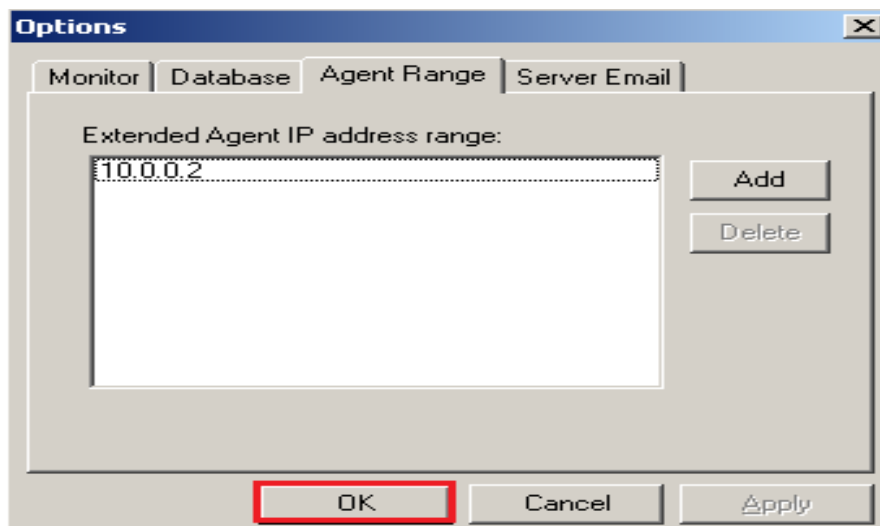 Options
Monitor Database Agent Range Server Email
Extended Agent IP address range:
10.0.0.2
Add
Delete
OK Cancel Apply